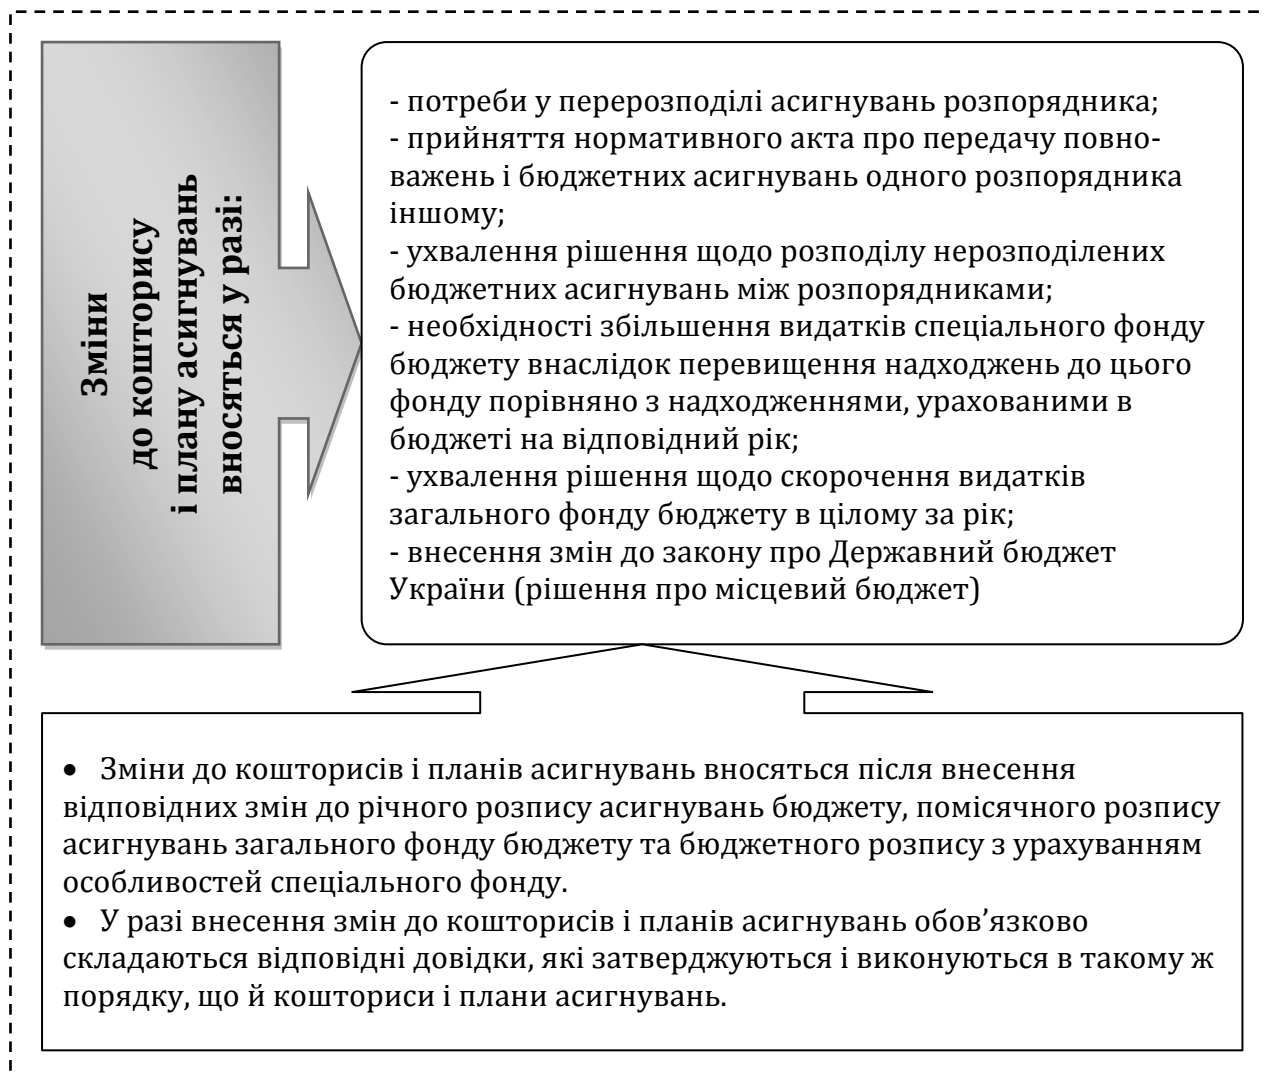 Зміни
до кошторису
і плану асигнувань
вносяться у разі:
- потреби у перерозподілі асигнувань розпорядника;
- прийняття нормативного акта про передачу повно-
важень і бюджетних асигнувань одного розпорядника
іншому;
- ухвалення рішення щодо розподілу нерозподілених
бюджетних асигнувань між розпорядниками;
- необхідності збільшення видатків спеціального фонду
бюджету внаслідок перевищення надходжень до цього
фонду порівняно з надходженнями, урахованими в
бюджеті на відповідний рік;
- ухвалення рішення щодо скорочення видатків
загального фонду бюджету в цілому за рік;
- внесення змін до закону про Державний бюджет
України (рішення про місцевий бюджет)
• Зміни до кошторисів і планів асигнувань вносяться після внесення
відповідних змін до річного розпису асигнувань бюджету, помісячного розпису
асигнувань загального фонду бюджету та бюджетного розпису з урахуванням
особливостей спеціального фонду.
• У разі внесення змін до кошторисів і планів асигнувань обов’язково
складаються відповідні довідки, які затверджуються і виконуються в такому ж
порядку, що й кошториси і плани асигнувань.